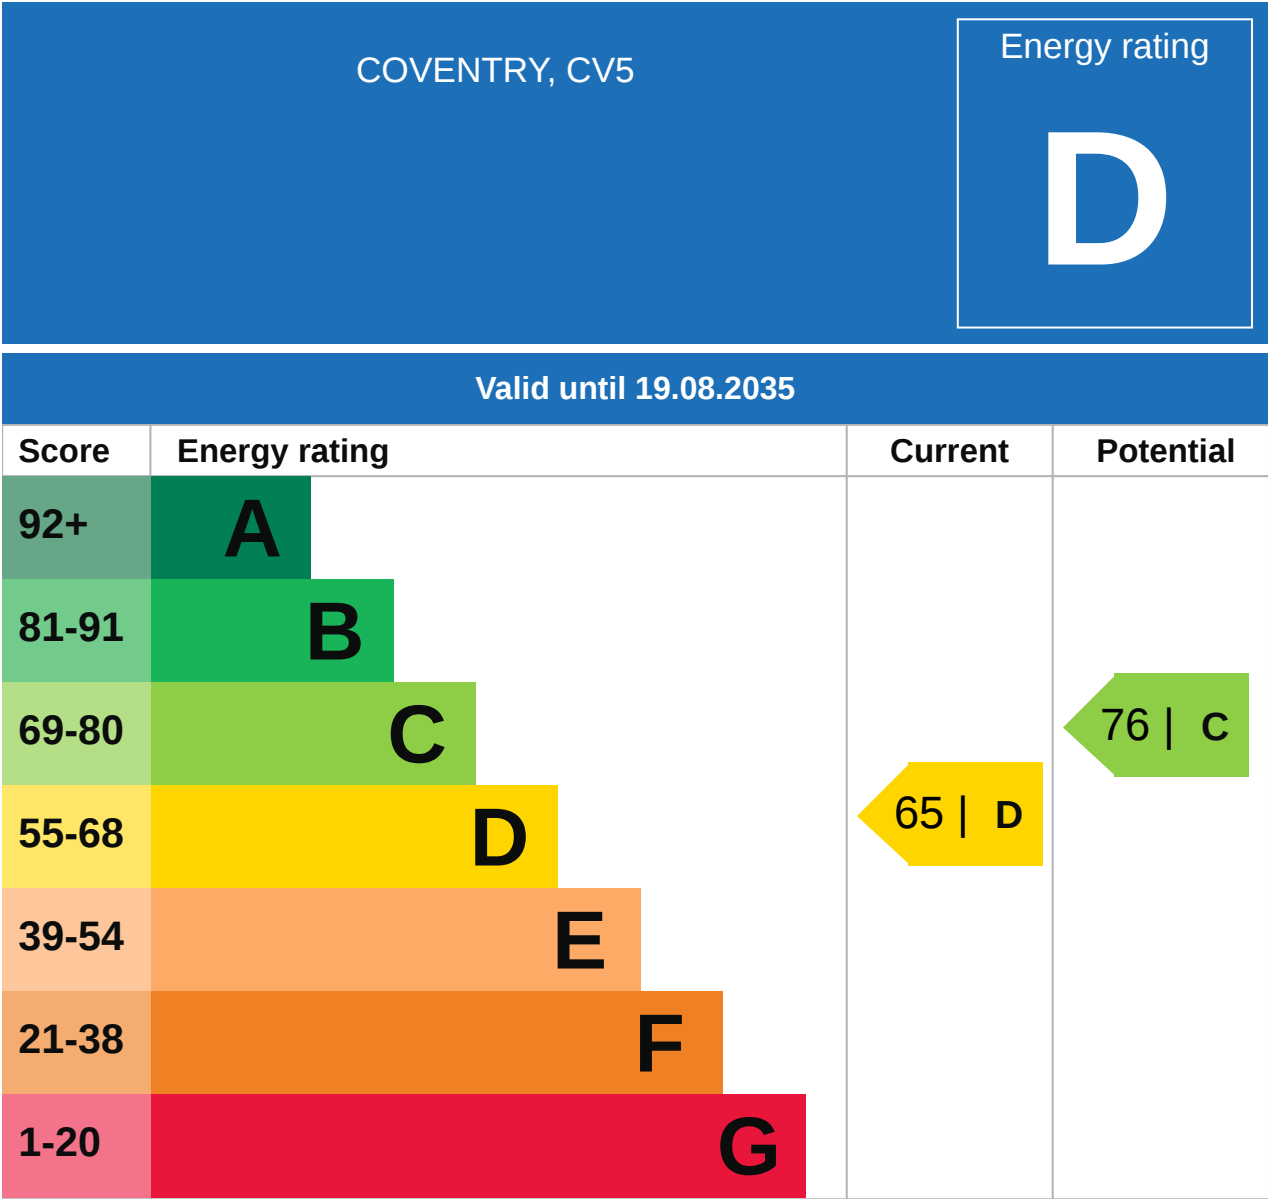 COVENTRY, CV5
Energy rating
D
Valid until 19.08.2035
Score Energy rating Current Potential
92+ A
81-91 B
69-80 C
76 | C
55-68 D
65 | D
39-54 E
21-38 F
1-20 G